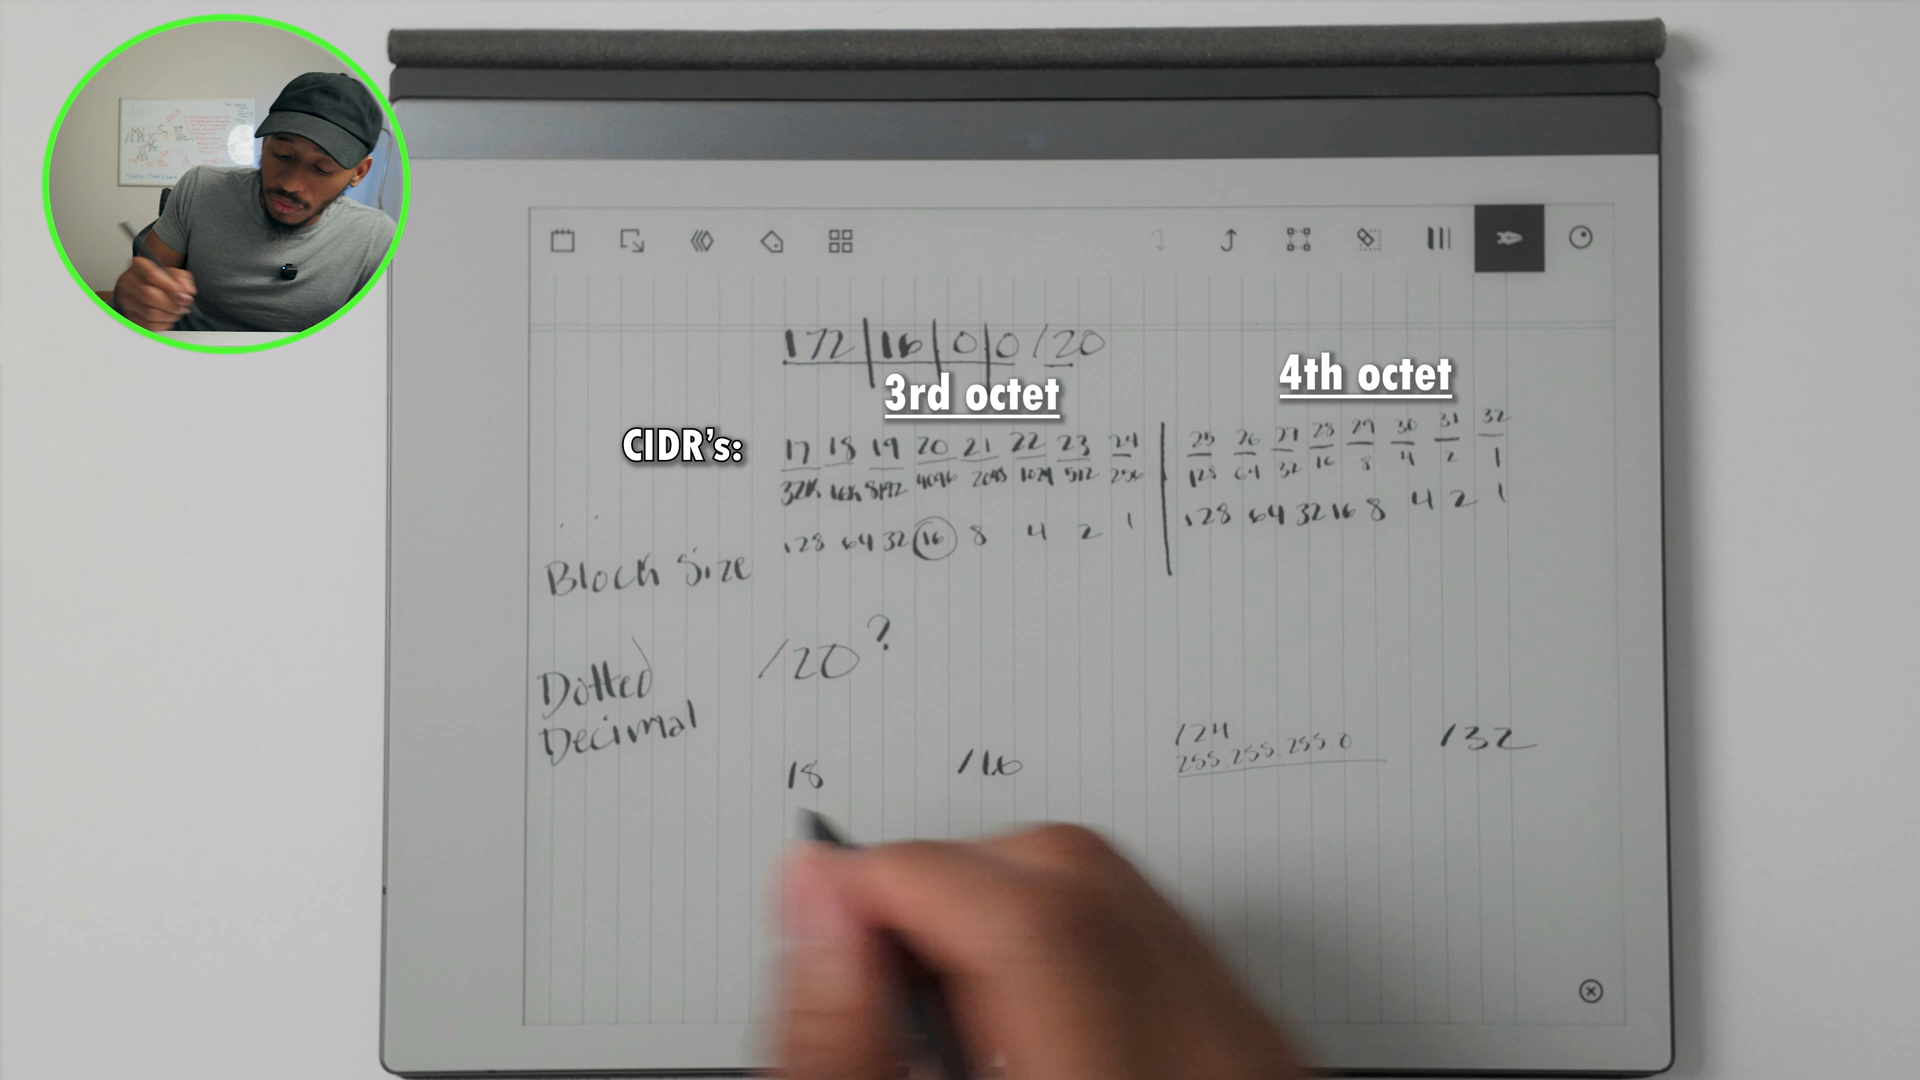 172 | 16 | 0 | 0 /20
3rd octet
4th octet
CIDR's:
17 18 19 20 21 22 23 24
32K 16K 8192 4096 2048 1024 512 256
128 64 32 16 8 4 2 1
25 26 27 28 29 30 31 32
128 64 32 16 8 4 2 1
128 64 32 16 8 4 2 1
Block Size
/20?
Dotted
Decimal
/8
/16
/24
255.255.255.0
/32